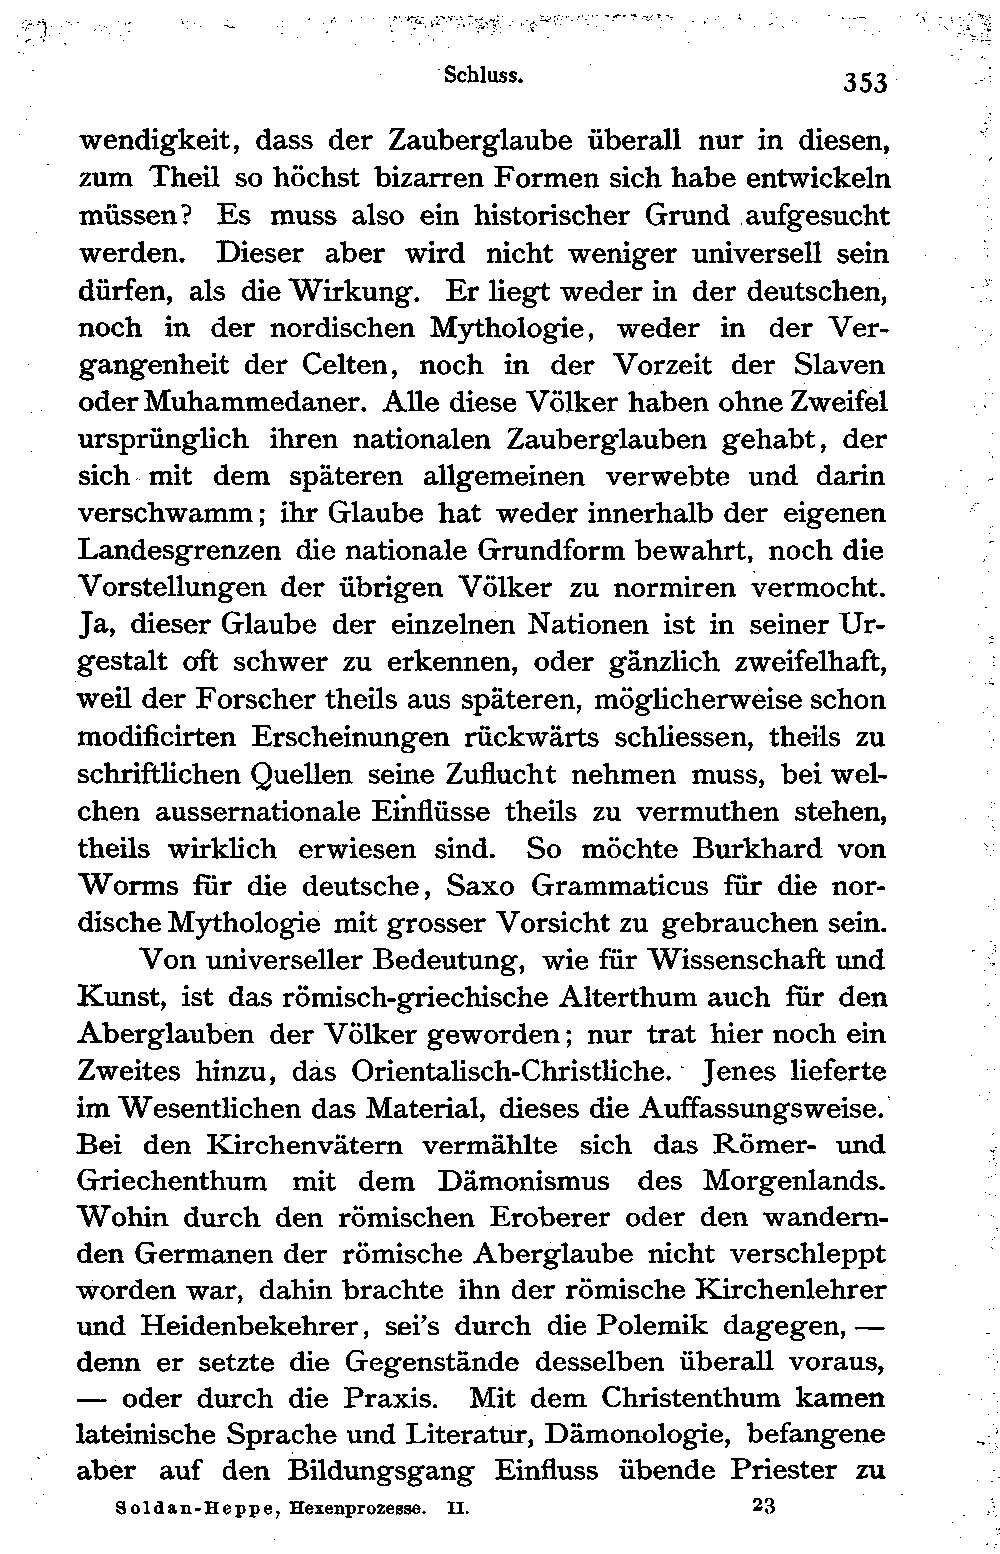 Schluss.
353
wendigkeit, dass der Zauberglaube überall nur in diesen,
zum Theil so höchst bizarren Formen sich habe entwickeln
müssen? Es muss also ein historischer Grund aufgesucht
werden. Dieser aber wird nicht weniger universell sein
dürfen, als die Wirkung. Er liegt weder in der deutschen,
noch in der nordischen Mythologie, weder in der Ver-
gangenheit der Celten, noch in der Vorzeit der Slaven
oder Muhammedaner. Alle diese Völker haben ohne Zweifel
ursprünglich ihren nationalen Zauberglauben gehabt, der
sich mit dem späteren allgemeinen verwebte und darin
verschwamm; ihr Glaube hat weder innerhalb der eigenen
Landesgrenzen die nationale Grundform bewahrt, noch die
Vorstellungen der übrigen Völker zu normiren vermocht.
Ja, dieser Glaube der einzelnen Nationen ist in seiner Ur-
gestalt oft schwer zu erkennen, oder gänzlich zweifelhaft,
weil der Forscher theils aus späteren, möglicherweise schon
modificirten Erscheinungen rückwärts schliessen, theils zu
schriftlichen Quellen seine Zuflucht nehmen muss, bei wel-
chen aussernationale Einflüsse theils zu vermuthen stehen,
theils wirklich erwiesen sind. So möchte Burkhard von
Worms für die deutsche, Saxo Grammaticus für die nor-
dische Mythologie mit grosser Vorsicht zu gebrauchen sein.
Von universeller Bedeutung, wie für Wissenschaft und
Kunst, ist das römisch-griechische Alterthum auch für den
Aberglauben der Völker geworden; nur trat hier noch ein
Zweites hinzu, das Orientalisch-Christliche. Jenes lieferte
im Wesentlichen das Material, dieses die Auffassungsweise.
Bei den Kirchenvätern vermählte sich das Römer- und
Griechenthum mit dem Dämonismus des Morgenlands.
Wohin durch den römischen Eroberer oder den wandern-
den Germanen der römische Aberglaube nicht verschleppt
worden war, dahin brachte ihn der römische Kirchenlehrer
und Heidenbekehrer, sei's durch die Polemik dagegen, —
denn er setzte die Gegenstände desselben überall voraus,
— oder durch die Praxis. Mit dem Christenthum kamen
lateinische Sprache und Literatur, Dämonologie, befangene
aber auf den Bildungsgang Einfluss übende Priester zu
Soldan-Heppe, Hexenprozesse. II.
23